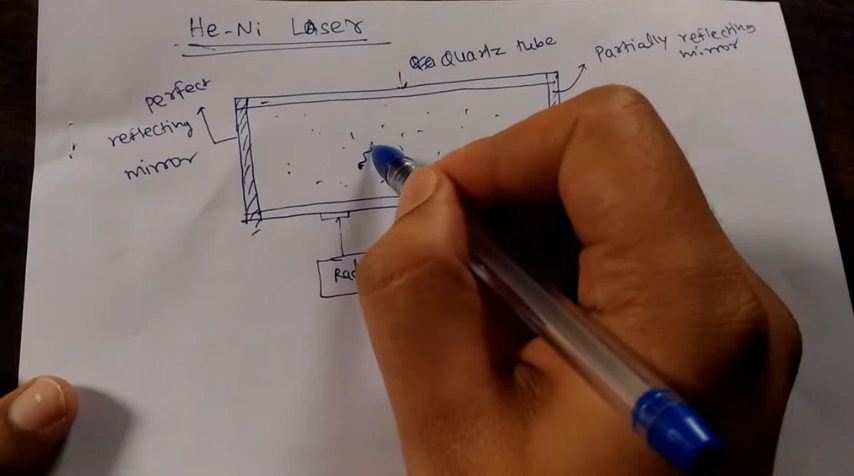 He-Ni Laser
Quartz tube
Partially reflecting
mirror
perfect
reflecting
mirror